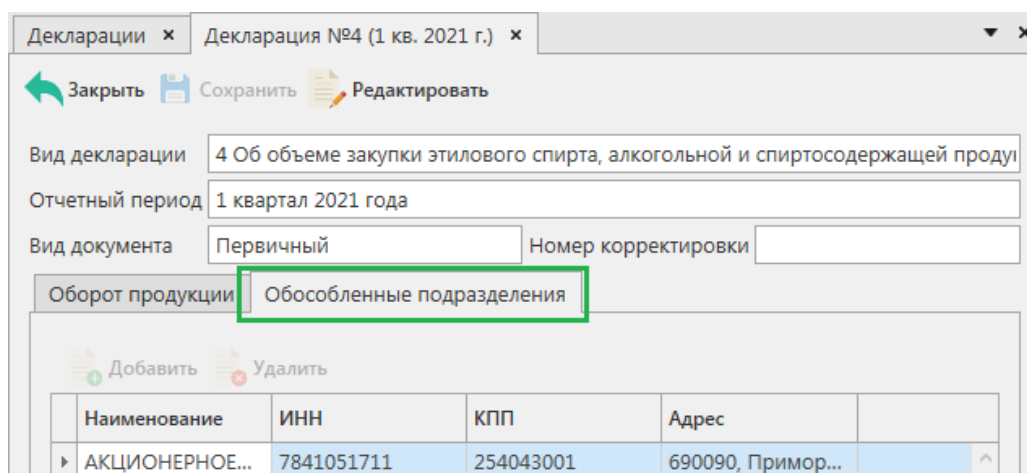 Декларации × Декларация №4 (1 кв. 2021 г.) ×
Закрыть Сохранить Редактировать
Вид декларации 4 Об объеме закупки этилового спирта, алкогольной и спиртосодержащей
Отчетный период 1 квартал 2021 года
Вид документа Первичный Номер корректировки
Оборот продукции Обособленные подразделения
Добавить Удалить
Наименование ИНН КПП Адрес
АКЦИОНЕРНОЕ... 7841051711 254043001 690090, Примор...